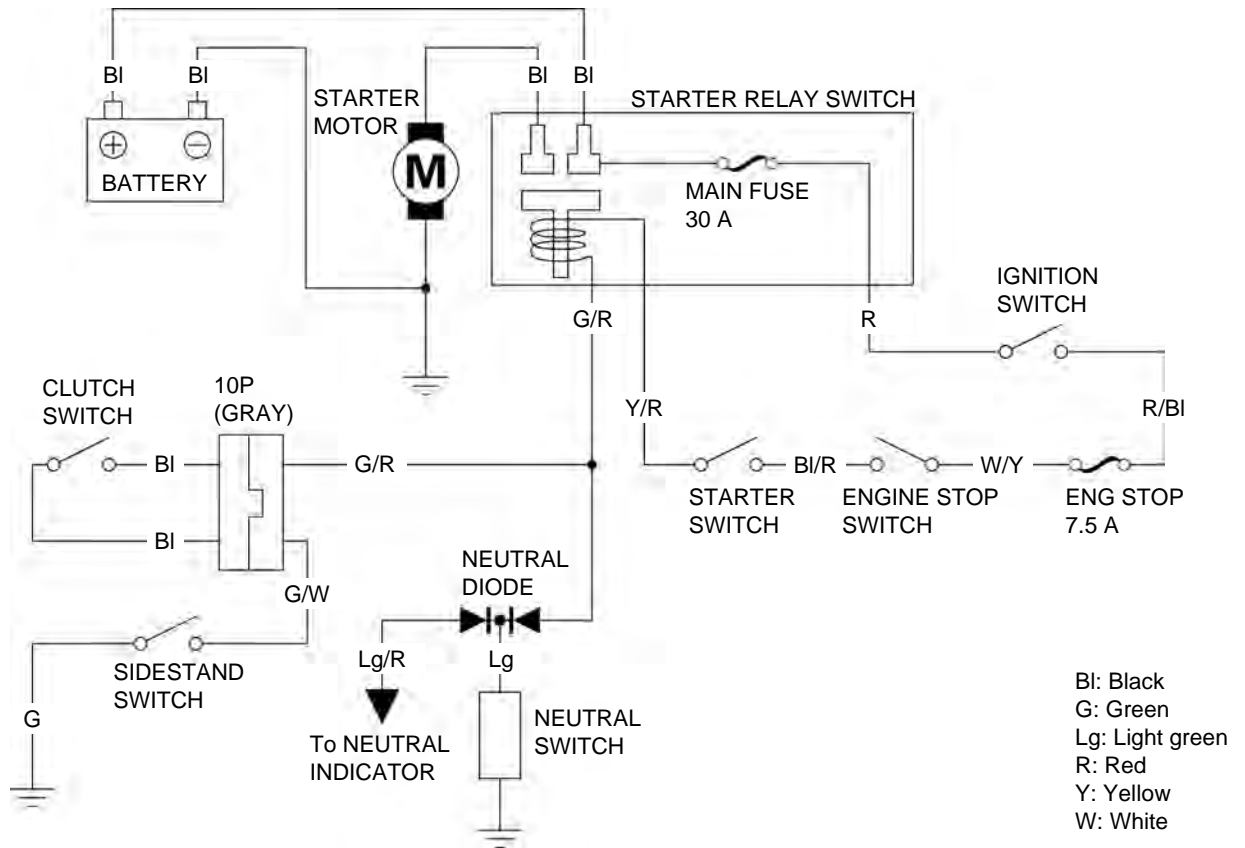 Bl
Bl
Bl
Bl
STARTER
MOTOR
STARTER RELAY SWITCH
+
−
BATTERY
M
MAIN FUSE
30 A
IGNITION
SWITCH
G/R
R
CLUTCH
SWITCH
10P
(GRAY)
Y/R
R/Bl
Bl
G/R
Bl/R
W/Y
STARTER
SWITCH
ENGINE STOP
SWITCH
ENG STOP
7.5 A
Bl
NEUTRAL
DIODE
G/W
Lg/R
Lg
SIDESTAND
SWITCH
G
To NEUTRAL
INDICATOR
NEUTRAL
SWITCH
Bl: Black
G: Green
Lg: Light green
R: Red
Y: Yellow
W: White